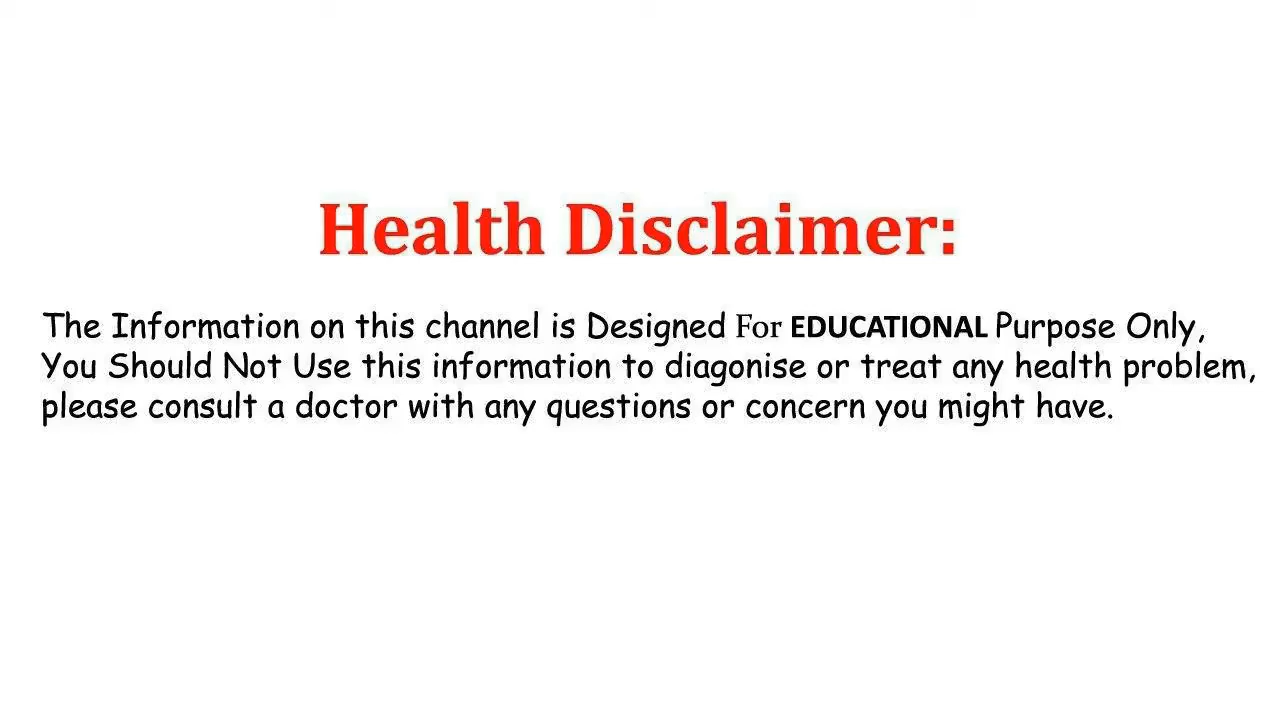 Health Disclaimer:
The Information on this channel is Designed For EDUCATIONAL Purpose Only,
You Should Not Use this information to diagonise or treat any health problem,
please consult a doctor with any questions or concern you might have.